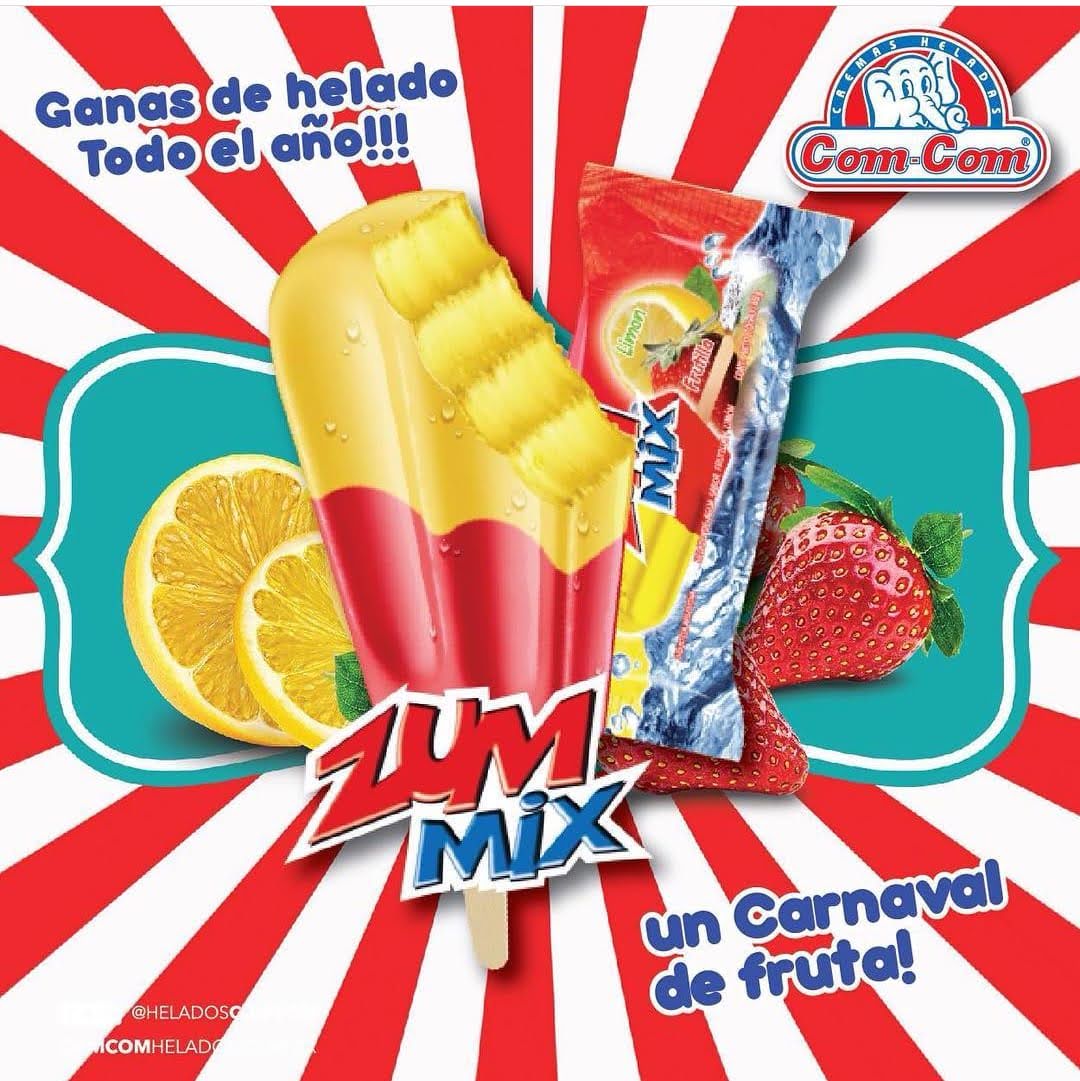 Ganas de helado
Todo el año!!!
CREMAS HELADAS
Com-Com®
Limon
Frutilla
MIX
ZUM
MiX
un Carnaval
de fruta!
@HELADOS
COMHELADO